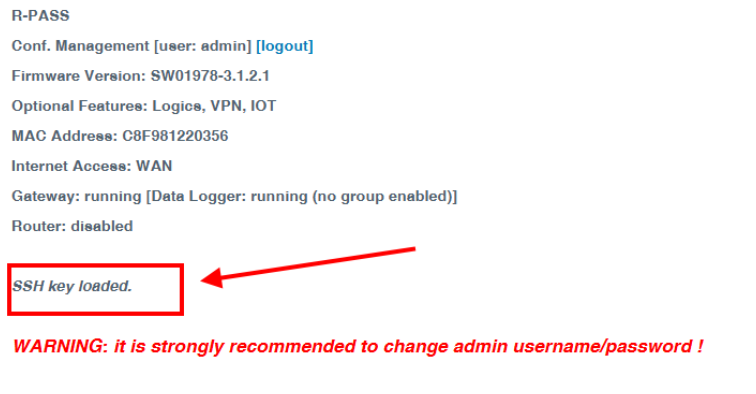 R-PASS
Conf. Management [user: admin] [logout]
Firmware Version: SW01978-3.1.2.1
Optional Features: Logics, VPN, IOT
MAC Address: C8F981220356
Internet Access: WAN
Gateway: running [Data Logger: running (no group enabled)]
Router: disabled
SSH key loaded.
WARNING: it is strongly recommended to change admin username/password !